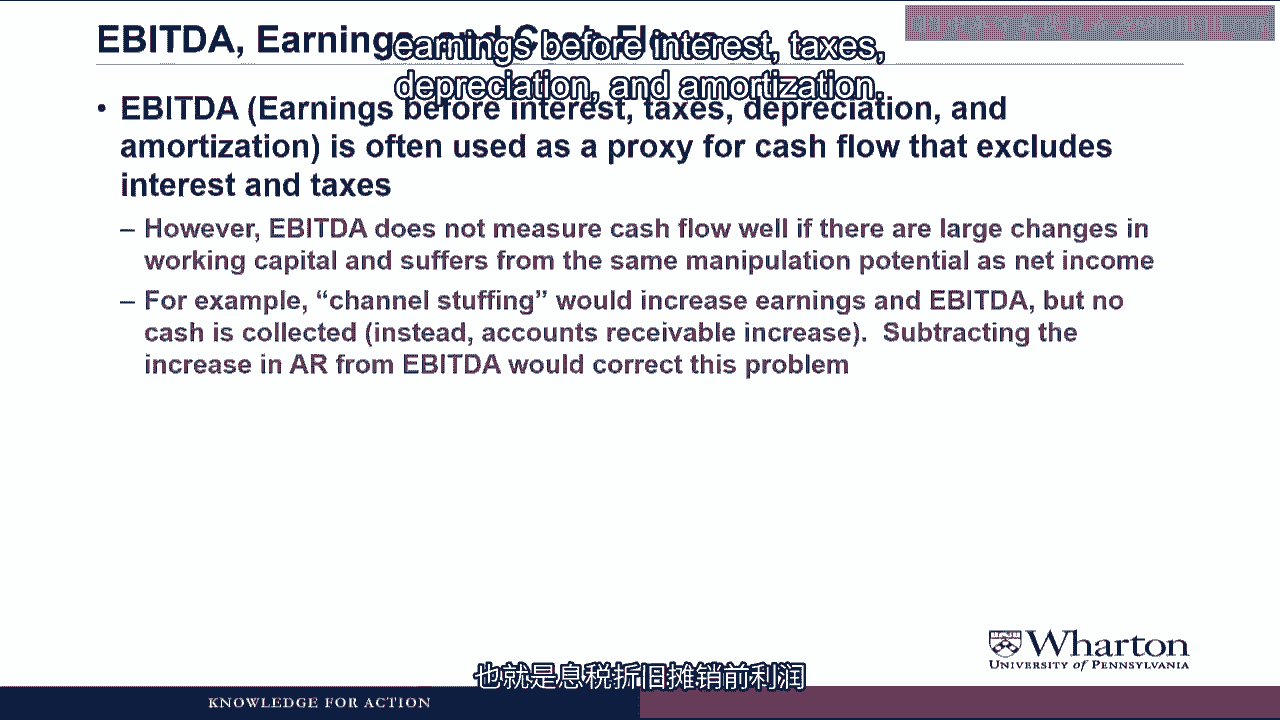 EBITDA, Earnings, and Cash Flows
earnings before interest, taxes,
depreciation, and amortization.
• EBITDA (Earnings before interest, taxes, depreciation, and
amortization) is often used as a proxy for cash flow that excludes
interest and taxes
– However, EBITDA does not measure cash flow well if there are large changes in
working capital and suffers from the same manipulation potential as net income
– For example, “channel stuffing” would increase earnings and EBITDA, but no
cash is collected (instead, accounts receivable increase). Subtracting the
increase in AR from EBITDA would correct this problem
Wharton
UNIVERSITY of PENNSYLVANIA
也就是息税折旧摊销前利润
KNOWLEDGE FOR ACTION